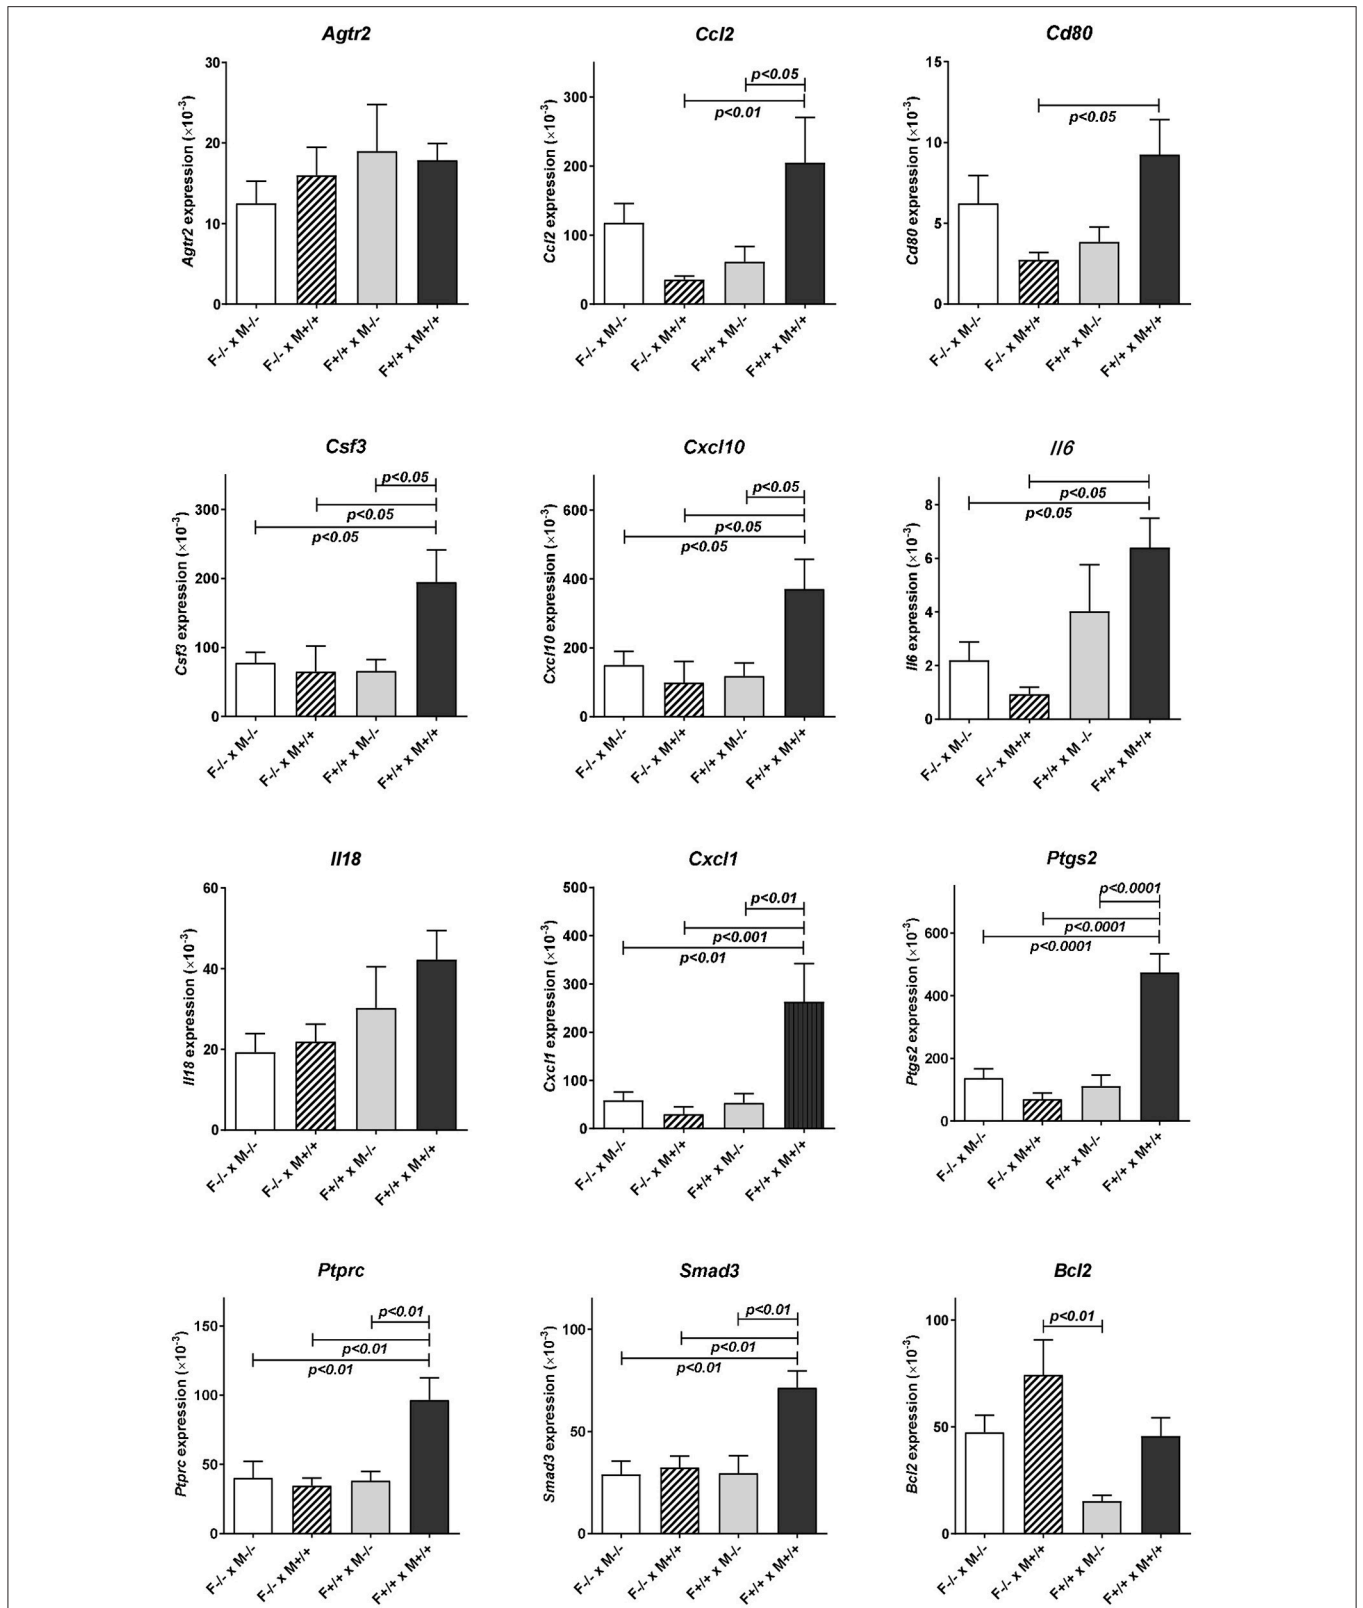 Agtr2
Agtr2 expression (×10-3)
30
20
10
0
F-/- x M-/-
F-/- x M+/+
F+/+ x M-/-
F+/+ x M+/+
Ccl2
Ccl2 expression (×10-3)
p<0.05
p<0.01
300
200
100
0
F-/- x M-/-
F-/- x M+/+
F+/+ x M-/-
F+/+ x M+/+
Cd80
Cd80 expression (×10-3)
p<0.05
15
10
5
0
F-/- x M-/-
F-/- x M+/+
F+/+ x M-/-
F+/+ x M+/+
Csf3
Csf3 expression (×10-3)
p<0.05
p<0.05
p<0.05
300
200
100
0
F-/- x M-/-
F-/- x M+/+
F+/+ x M-/-
F+/+ x M+/+
Cxcl10
Cxcl10 expression (×10-3)
p<0.05
p<0.05
p<0.05
600
400
200
0
F-/- x M-/-
F-/- x M+/+
F+/+ x M-/-
F+/+ x M+/+
Il6
Il6 expression (×10-3)
p<0.05
p<0.05
8
6
4
2
0
F-/- x M-/-
F-/- x M+/+
F+/+ x M -/-
F+/+ x M+/+
Il18
Il18 expression (×10-3)
60
40
20
0
F-/- x M-/-
F-/- x M+/+
F+/+ x M-/-
F+/+ x M+/+
Cxcl1
Cxcl1 expression (×10-3)
p<0.01
p<0.001
p<0.01
500
400
300
200
100
0
F-/- x M-/-
F-/- x M+/+
F+/+ x M-/-
F+/+ x M+/+
Ptgs2
Ptgs2 expression (×10-3)
p<0.0001
p<0.0001
p<0.0001
600
400
200
0
F-/- x M-/-
F-/- x M+/+
F+/+ x M-/-
F+/+ x M+/+
Ptprc
Ptprc expression (×10-3)
p<0.01
p<0.01
p<0.01
150
100
50
0
F-/- x M-/-
F-/- x M+/+
F+/+ x M-/-
F+/+ x M+/+
Smad3
Smad3 expression (×10-3)
p<0.01
p<0.01
p<0.01
100
50
0
F-/- x M-/-
F-/- x M+/+
F+/+ x M-/-
F+/+ x M+/+
Bcl2
Bcl2 expression (×10-3)
p<0.01
100
50
0
F-/- x M-/-
F-/- x M+/+
F+/+ x M-/-
F+/+ x M+/+